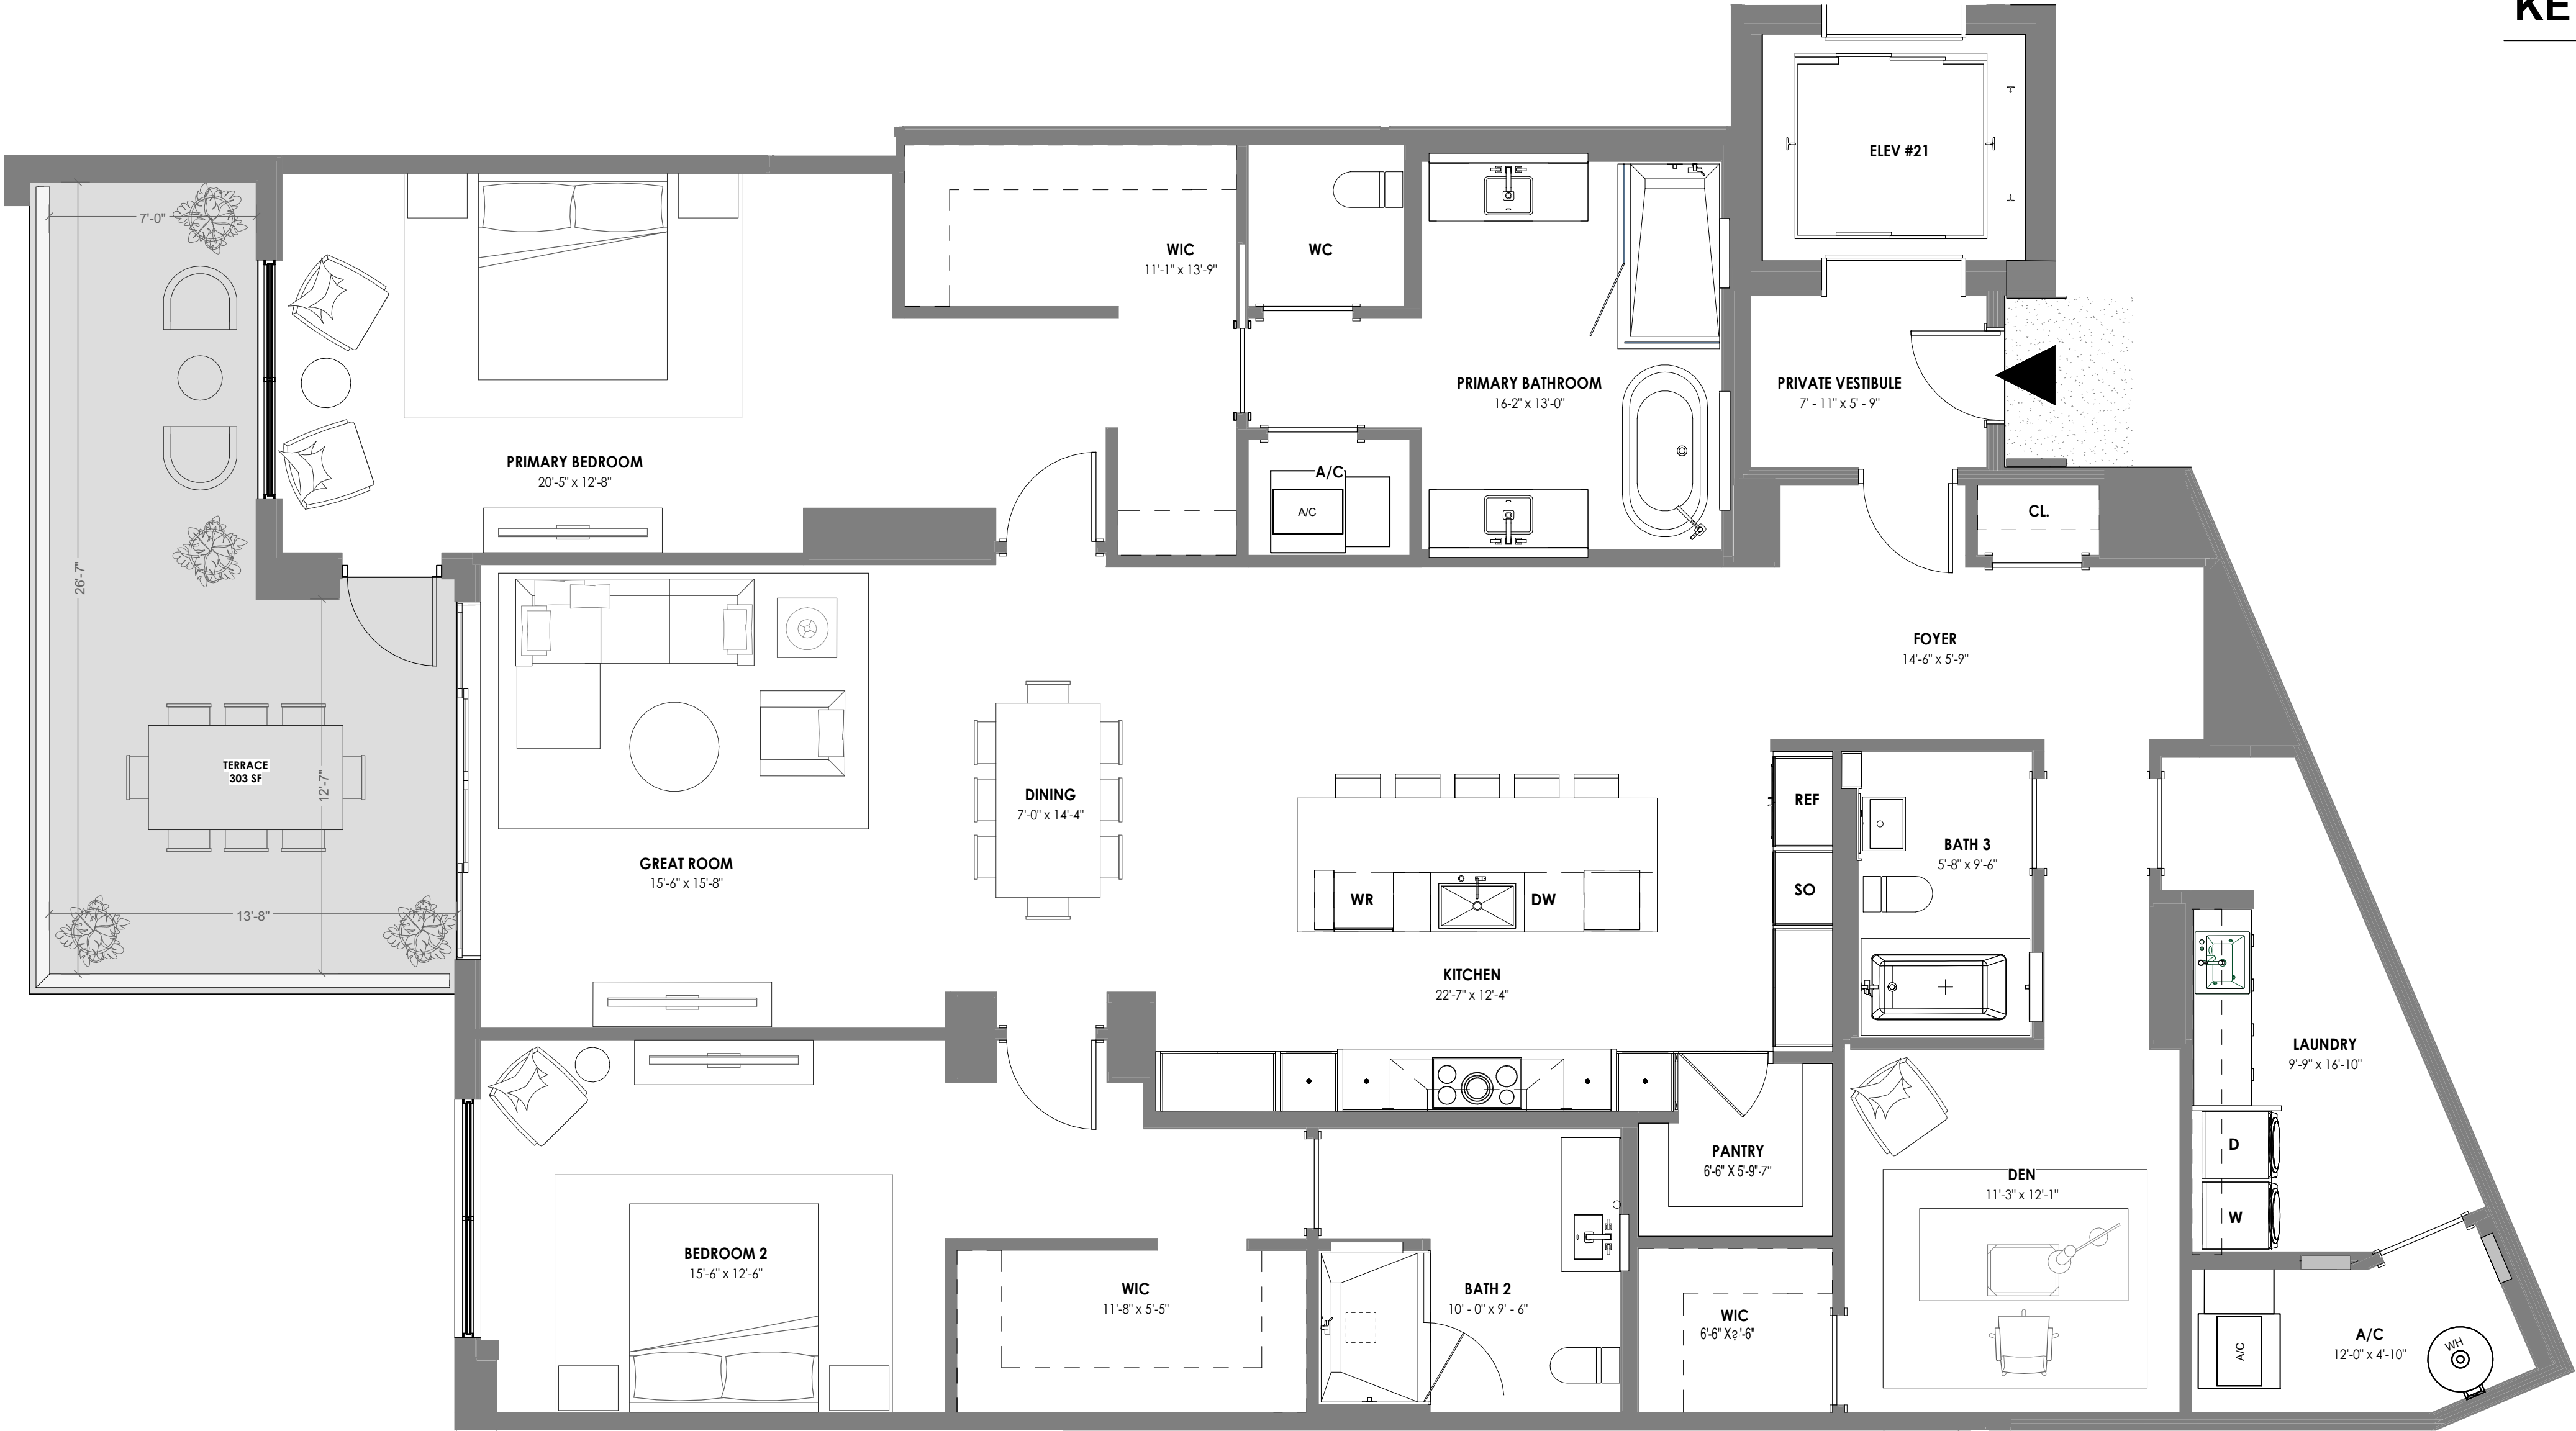 KE
ELEV #21
WIC
11'-1" x 13'-9"
WC
7'-0"
PRIMARY BATHROOM
16-2" x 13'-0"
PRIVATE VESTIBULE
7' - 11" x 5' - 9"
PRIMARY BEDROOM
20'-5" x 12'-8"
A/C
A/C
CL.
26'-7"
FOYER
14'-6" x 5'-9"
TERRACE
303 SF
12'-7"
DINING
7'-0" x 14'-4"
REF
BATH 3
5'-8" x 9'-6"
GREAT ROOM
15'-6" x 15'-8"
WR
DW
SO
13'-8"
KITCHEN
22'-7" x 12'-4"
LAUNDRY
9'-9" x 16'-10"
D
PANTRY
6'-6" X 5'-9"
DEN
11'-3" x 12'-1"
W
BEDROOM 2
15'-6" x 12'-6"
WIC
11'-8" x 5'-5"
BATH 2
10' - 0" x 9' - 6"
WIC
6'-6" X
A/C
A/C
12'-0" x 4'-10"
WH